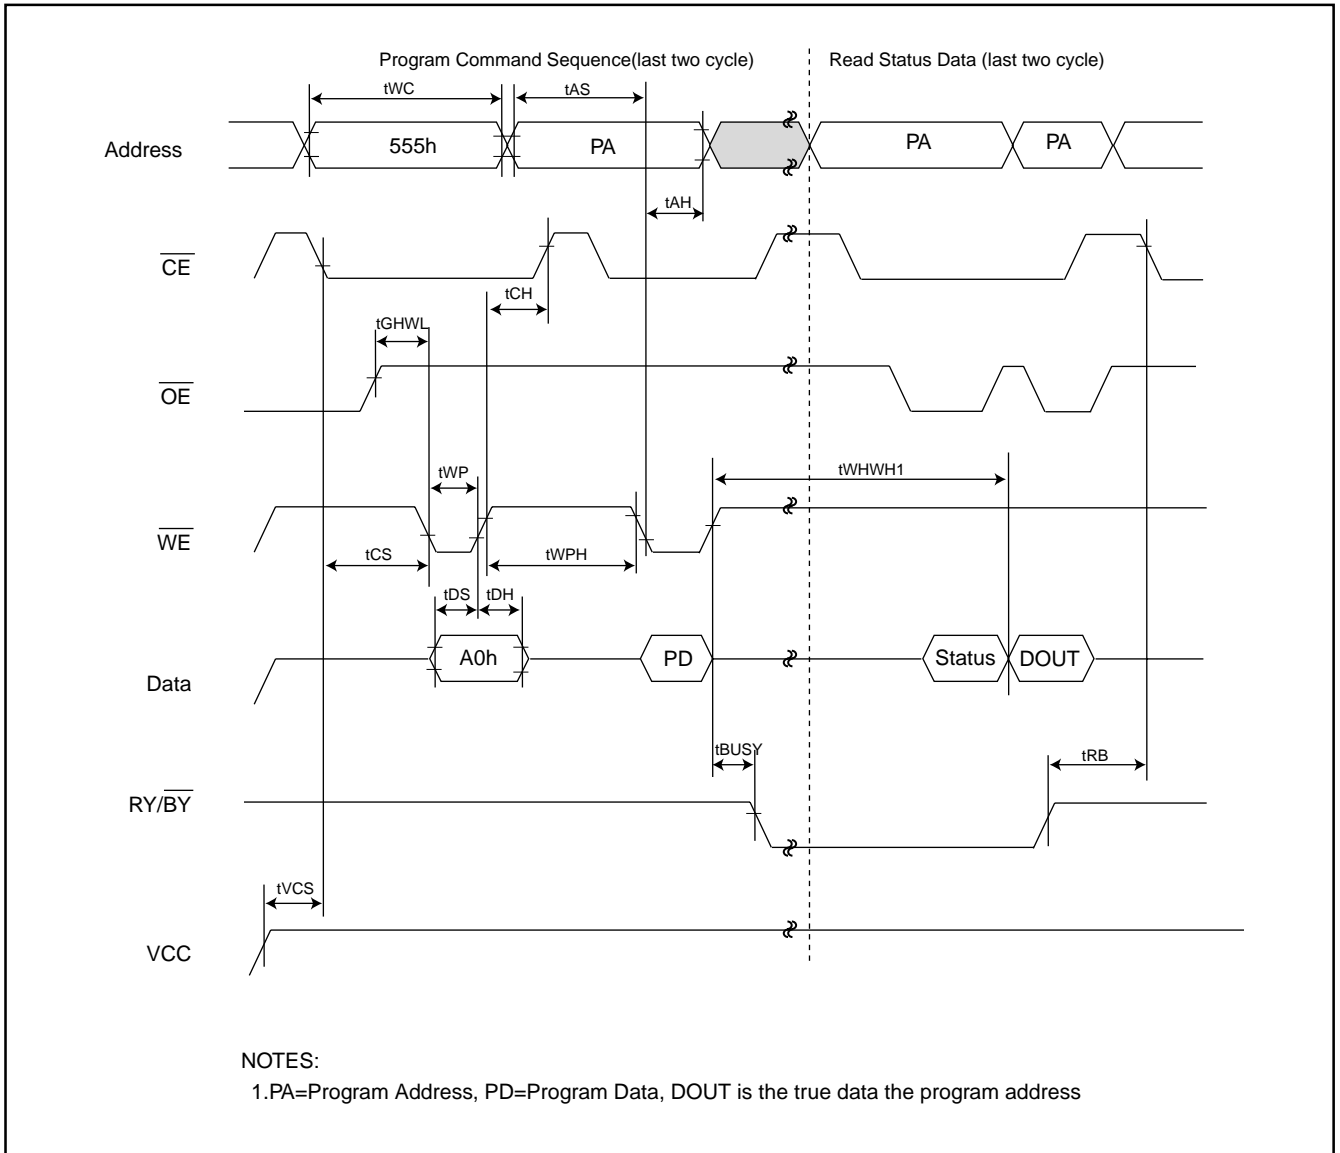 Program Command Sequence(last two cycle)
Read Status Data (last two cycle)
tWC
tAS
Address
555h
PA
PA
PA
tAH
CE
tCH
tGHWL
OE
tWP
tWHWH1
WE
tCS
tWPH
tDS
tDH
Data
A0h
PD
Status
DOUT
tBUSY
tRB
RY/BY
tVCS
VCC
NOTES:
1.PA=Program Address, PD=Program Data, DOUT is the true data the program address